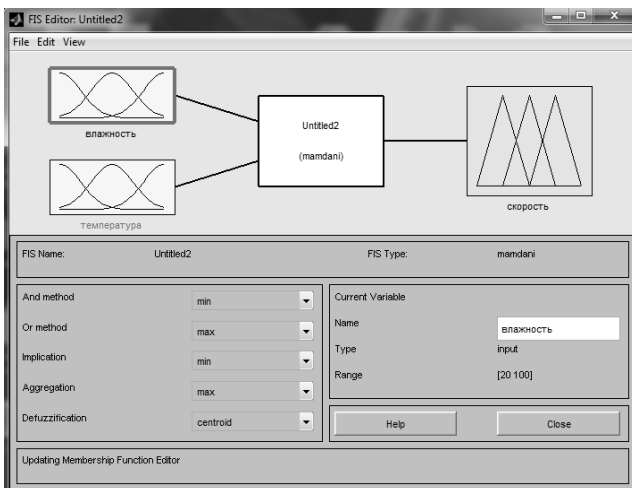 FIS Editor: Untitled2
File Edit View
влажность
температура
Untitled2
(mamdani)
скорость
FIS Name: Untitled2 FIS Type: mamdani
And method min
Or method max
Implication min
Aggregation max
Defuzzification centroid
Current Variable
Name влажность
Type input
Range [20 100]
Help Close
Updating Membership Function Editor